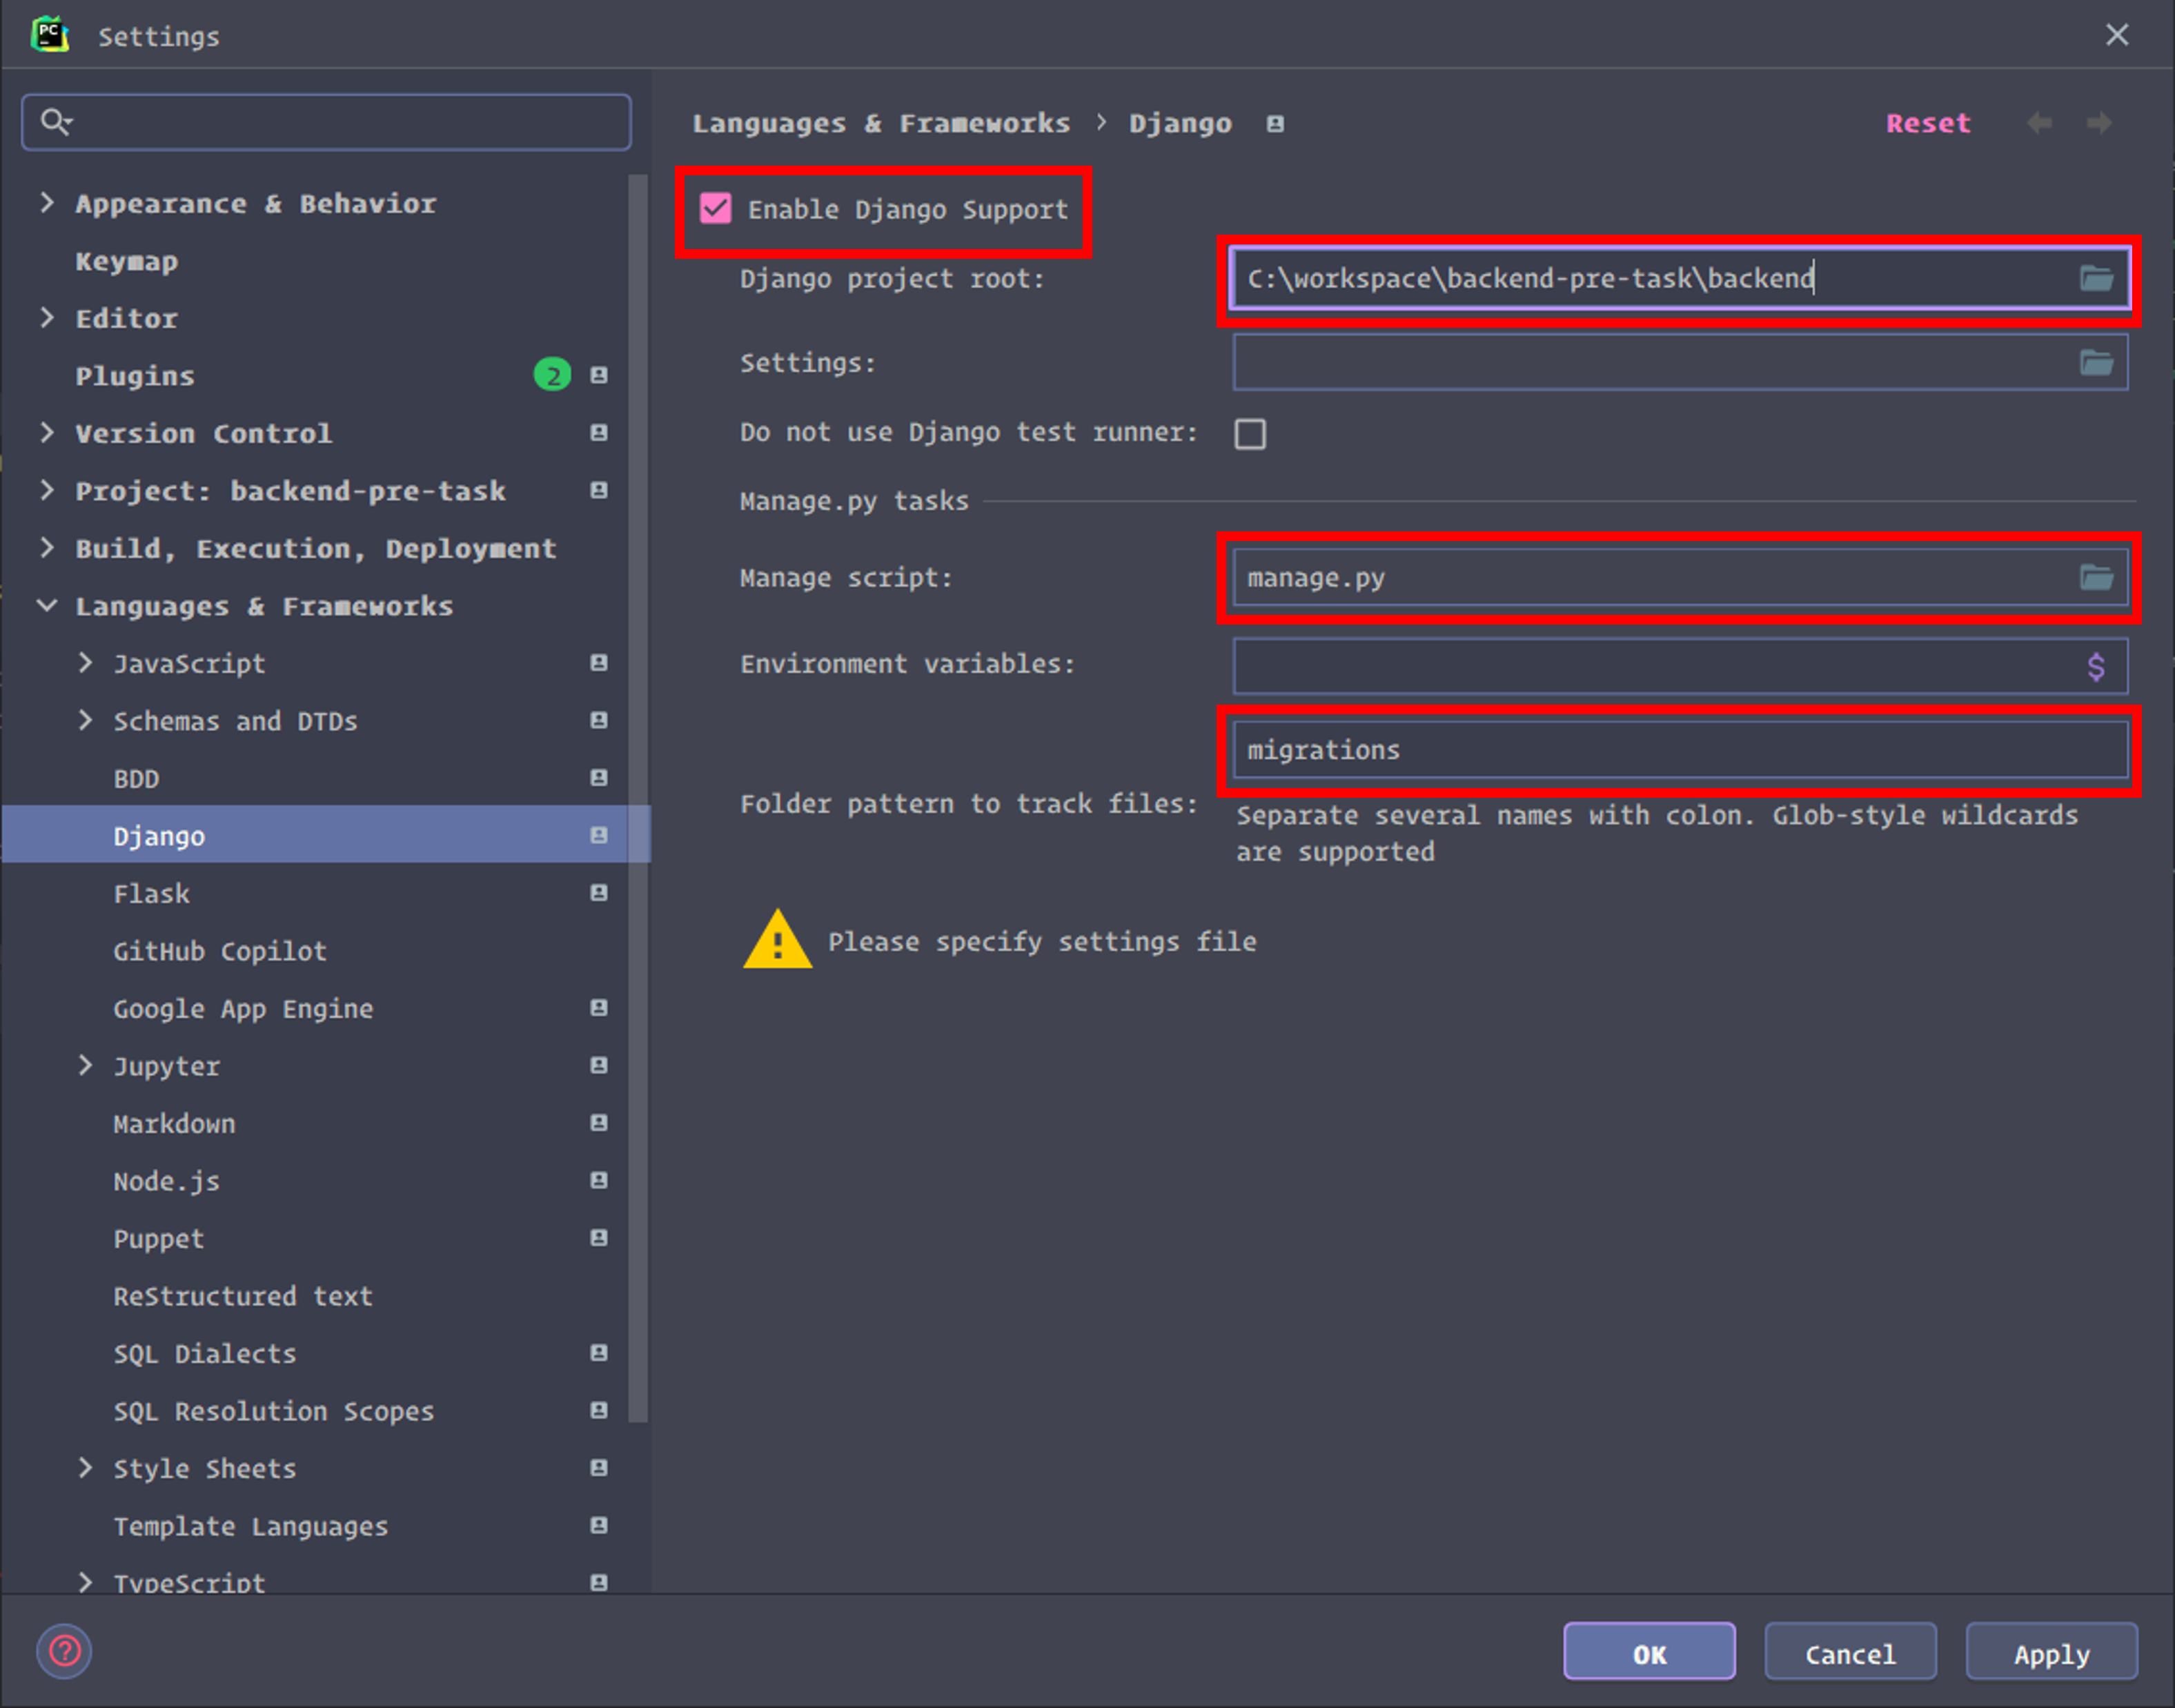 PC
Settings
Appearance & Behavior
Keymap
Editor
Plugins 2
Version Control
Project: backend-pre-task
Build, Execution, Deployment
Languages & Frameworks
JavaScript
Schemas and DTDs
BDD
Django
Flask
GitHub Copilot
Google App Engine
Jupyter
Markdown
Node.js
Puppet
ReStructured text
SQL Dialects
SQL Resolution Scopes
Style Sheets
Template Languages
TypeScript
Languages & Frameworks > Django
Reset
Enable Django Support
Django project root: C:\workspace\backend-pre-task\backend
Settings:
Do not use Django test runner:
Manage.py tasks
Manage script: manage.py
Environment variables: $
migrations
Folder pattern to track files:
Separate several names with colon. Glob-style wildcards
are supported
Please specify settings file
?
OK Cancel Apply